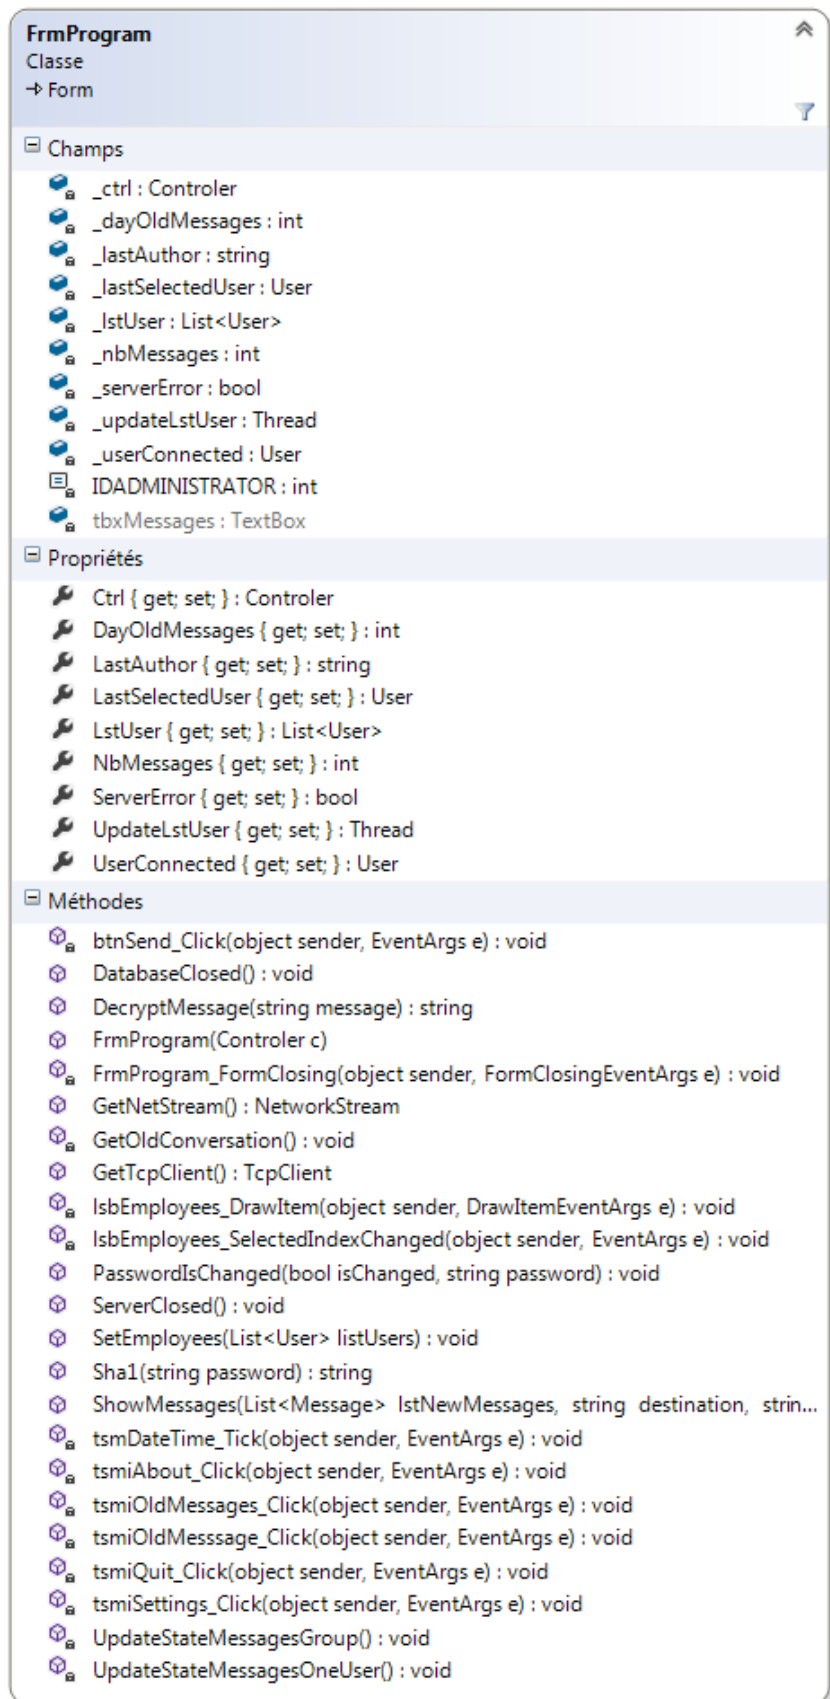 FrmProgram
Classe
Form
Champs
_ctrl : Controler
_dayOldMessages : int
_lastAuthor : string
_lastSelectedUser : User
_lstUser : List<User>
_nbMessages : int
_serverError : bool
_updateLstUser : Thread
_userConnected : User
IDADMINISTRATOR : int
tbxMessages : TextBox
Propriétés
Ctrl { get; set; } : Controler
DayOldMessages { get; set; } : int
LastAuthor { get; set; } : string
LastSelectedUser { get; set; } : User
LstUser { get; set; } : List<User>
NbMessages { get; set; } : int
ServerError { get; set; } : bool
UpdateLstUser { get; set; } : Thread
UserConnected { get; set; } : User
Méthodes
btnSend_Click(object sender, EventArgs e) : void
DatabaseClosed() : void
DecryptMessage(string message) : string
FrmProgram(Controler c)
FrmProgram_FormClosing(object sender, FormClosingEventArgs e) : void
GetNetStream() : NetworkStream
GetOldConversation() : void
GetTcpClient() : TcpClient
lsbEmployees_DrawItem(object sender, DrawItemEventArgs e) : void
lsbEmployees_SelectedIndexChanged(object sender, EventArgs e) : void
PasswordIsChanged(bool isChanged, string password) : void
ServerClosed() : void
SetEmployees(List<User> listUsers) : void
Sha1(string password) : string
ShowMessages(List<Message> lstNewMessages, string destination, strin...
tsmDateTime_Tick(object sender, EventArgs e) : void
tsmiAbout_Click(object sender, EventArgs e) : void
tsmiOldMessages_Click(object sender, EventArgs e) : void
tsmiOldMesssage_Click(object sender, EventArgs e) : void
tsmiQuit_Click(object sender, EventArgs e) : void
tsmiSettings_Click(object sender, EventArgs e) : void
UpdateStateMessagesGroup() : void
UpdateStateMessagesOneUser() : void